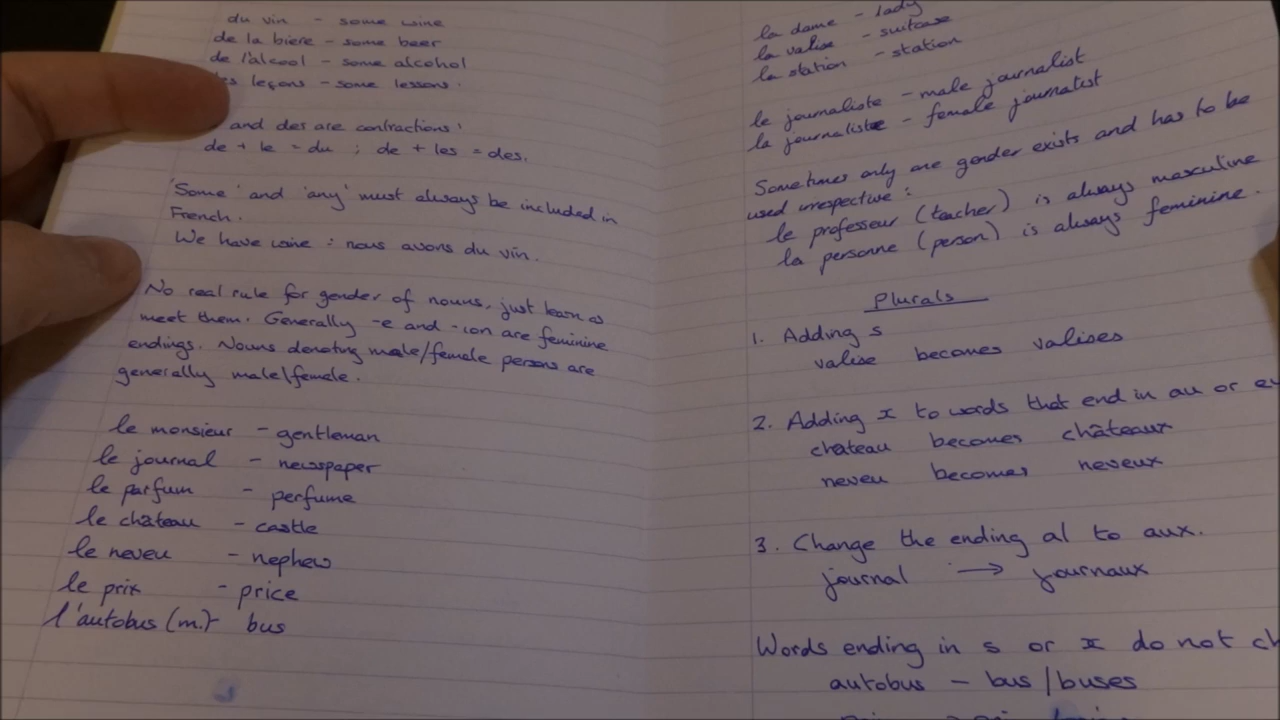 du vin - some wine
de la bière - some beer
de l'alcool - some alcohol
leçons - some lessons.
and des are contractions:
de + le = du ; de + les = des.
'Some' and 'any' must always be included in
French.
We have wine : nous avons du vin.
No real rule for gender of nouns, just learn as
meet them. Generally -e and -ion are feminine
endings. Nouns denoting male/female persons are
generally male/female.
le monsieur - gentleman
le journal - newspaper
le parfum - perfume
le château - castle
le neveu - nephew
le prix - price
l'autobus (m.) - bus
la dame - lady
la valise - suitcase
la station - station
le journaliste - male journalist
la journaliste - female journalist
Sometimes only one gender exists and has to be
used irrespective :
le professeur (teacher) is always masculine
la personne (person) is always feminine.
Plurals
1. Adding s
valise becomes valises
2. Adding x to words that end in au or eu
château becomes châteaux
neveu becomes neveux
3. Change the ending al to aux.
journal → journaux
Words ending in s or x do not
autobus - bus/buses